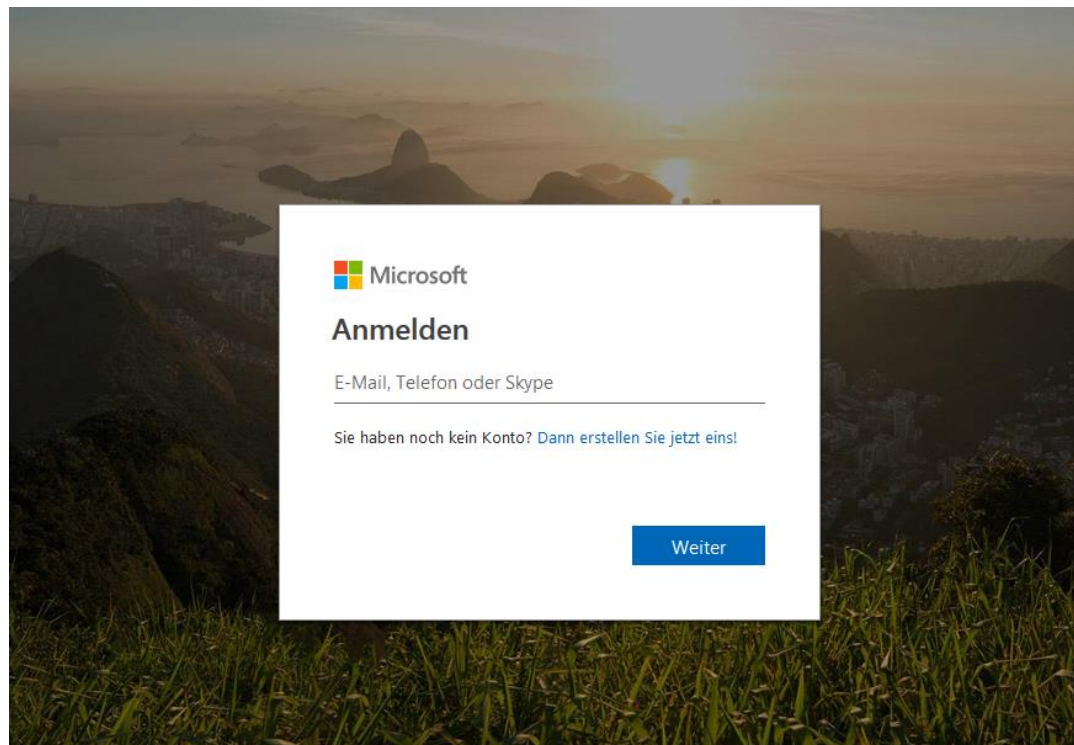 Microsoft
Anmelden
E-Mail, Telefon oder Skype
Sie haben noch kein Konto? Dann erstellen Sie jetzt eins!
Weiter